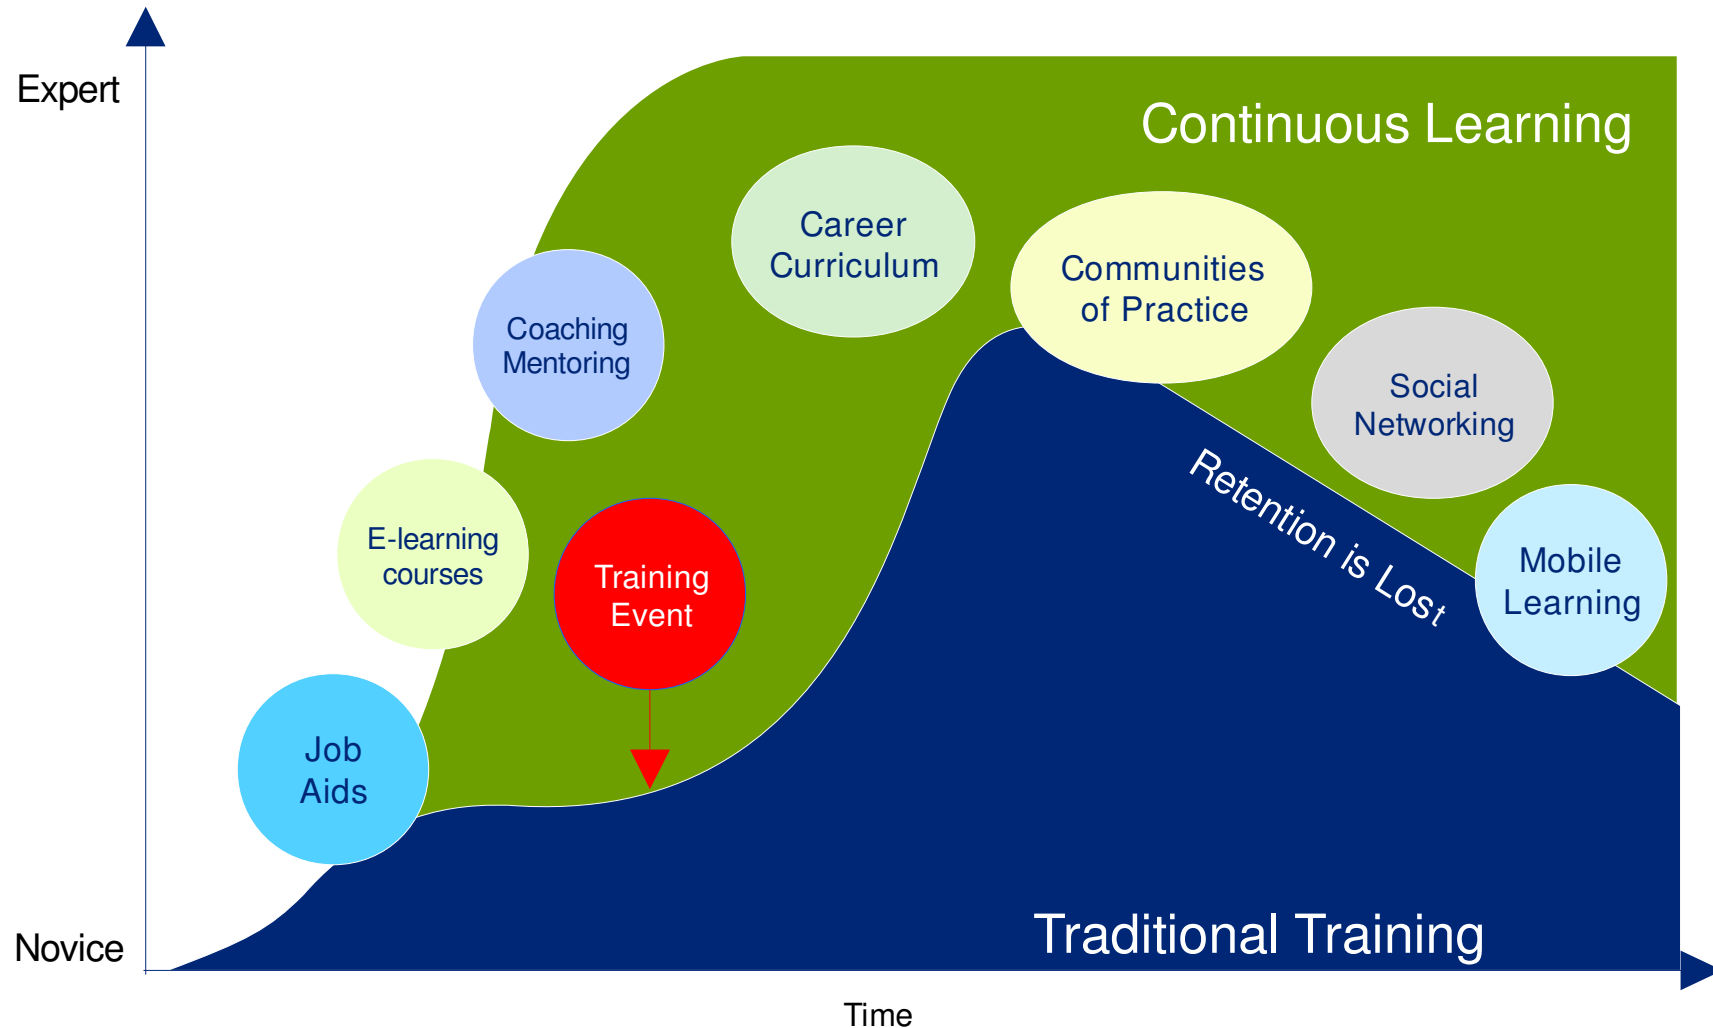 Expert
Continuous Learning
Career
Curriculum
Communities
of Practice
Coaching
Mentoring
Social
Networking
Retention is Lost
E-learning
courses
Training
Event
Mobile
Learning
Job
Aids
Novice
Traditional Training
Time